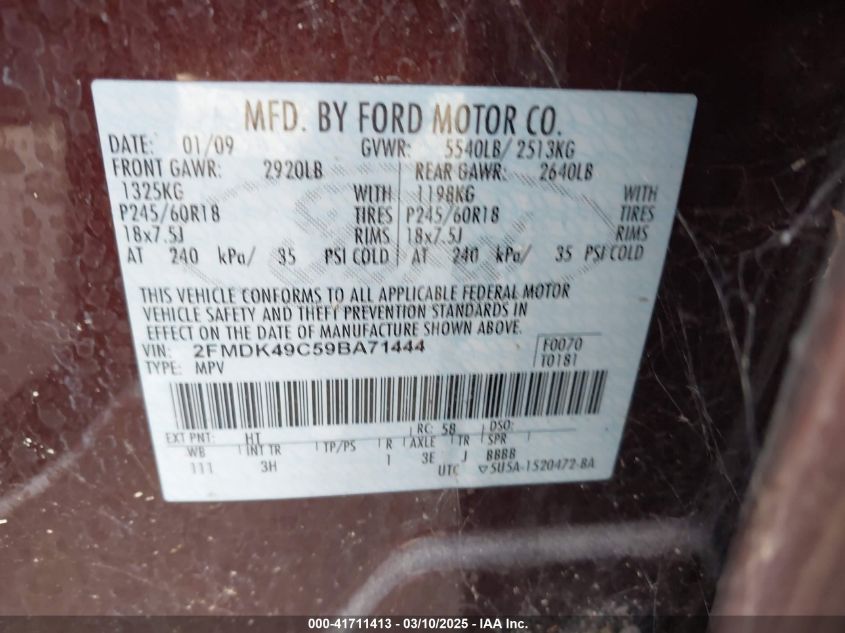 MFD. BY FORD MOTOR CO.
DATE: 01/09 GVWR: 5540LB/ 2513KG
FRONT GAWR: 2920LB REAR GAWR: 2640LB
1325KG WITH 1198KG WITH
P245/60R18 TIRES P245/60R18 TIRES
18x7.5J RIMS 18x7.5J RIMS
AT 240 kPa/ 35 PSI COLD AT 240 kPa/ 35 PSI COLD
THIS VEHICLE CONFORMS TO ALL APPLICABLE FEDERAL MOTOR
VEHICLE SAFETY AND THEFT PREVENTION STANDARDS IN
EFFECT ON THE DATE OF MANUFACTURE SHOWN ABOVE.
VIN: 2FMDK49C59BA71444 F0070
TYPE: MPV T0181
EXT PNT: HT RC: 58 DSO:
WB INT TR TP/PS R AXLE TR SPR
111 3H 1 3E J BBBB
UTC ▽5U5A-1520472-BA
000-41711413 - 03/10/2025 - IAA Inc.